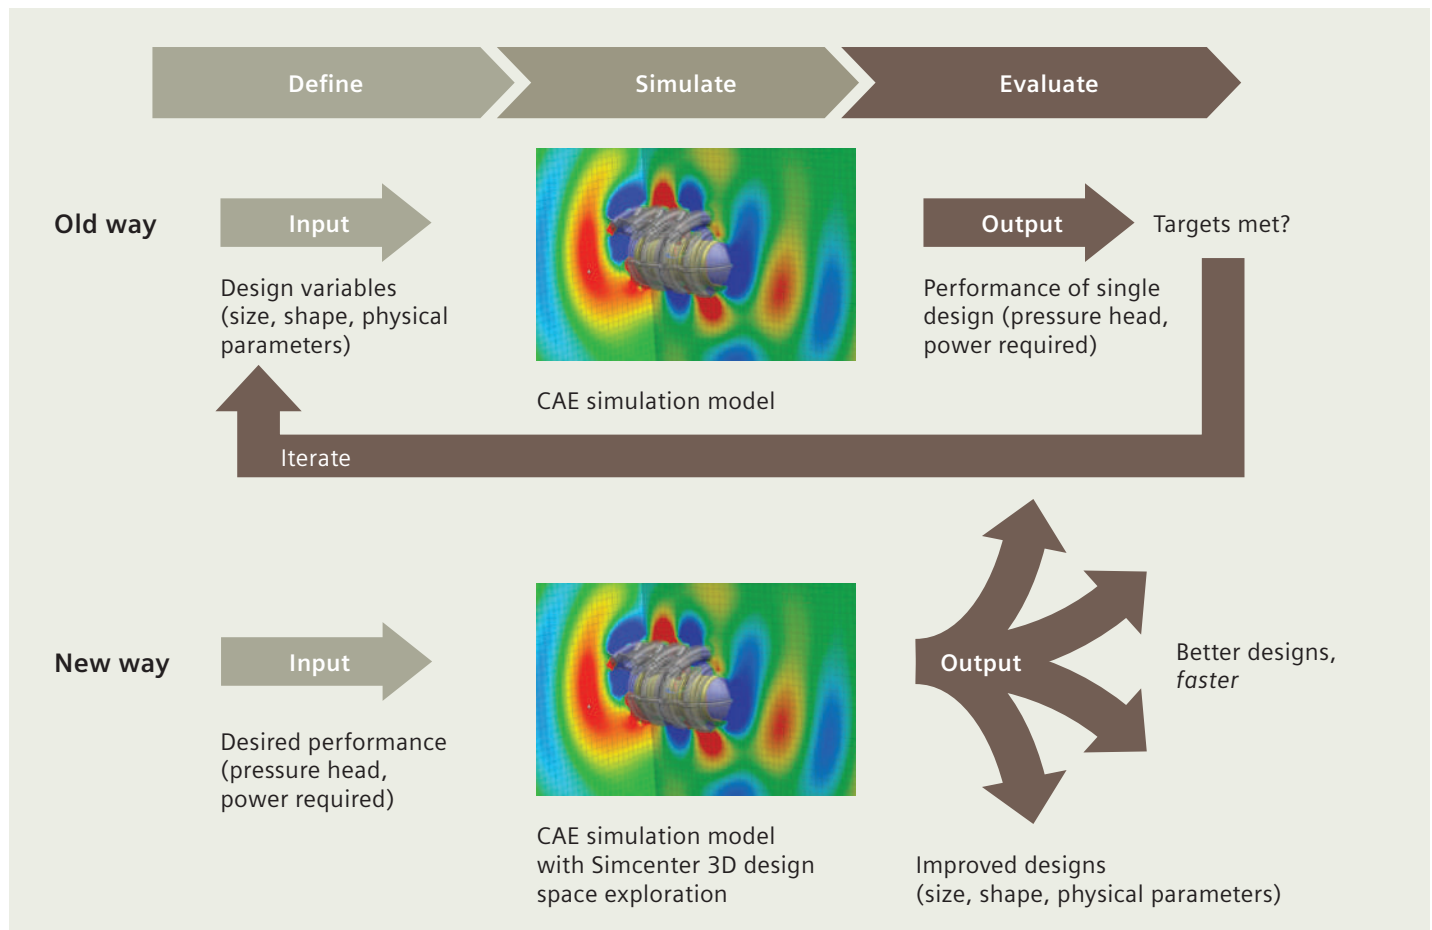 Define
Simulate
Evaluate
Old way
Input
Output
Targets met?
Design variables
(size, shape, physical
parameters)
CAE simulation model
Performance of single
design (pressure head,
power required)
Iterate
New way
Input
Output
Better designs,
faster
Desired performance
(pressure head,
power required)
CAE simulation model
with Simcenter 3D design
space exploration
Improved designs
(size, shape, physical parameters)